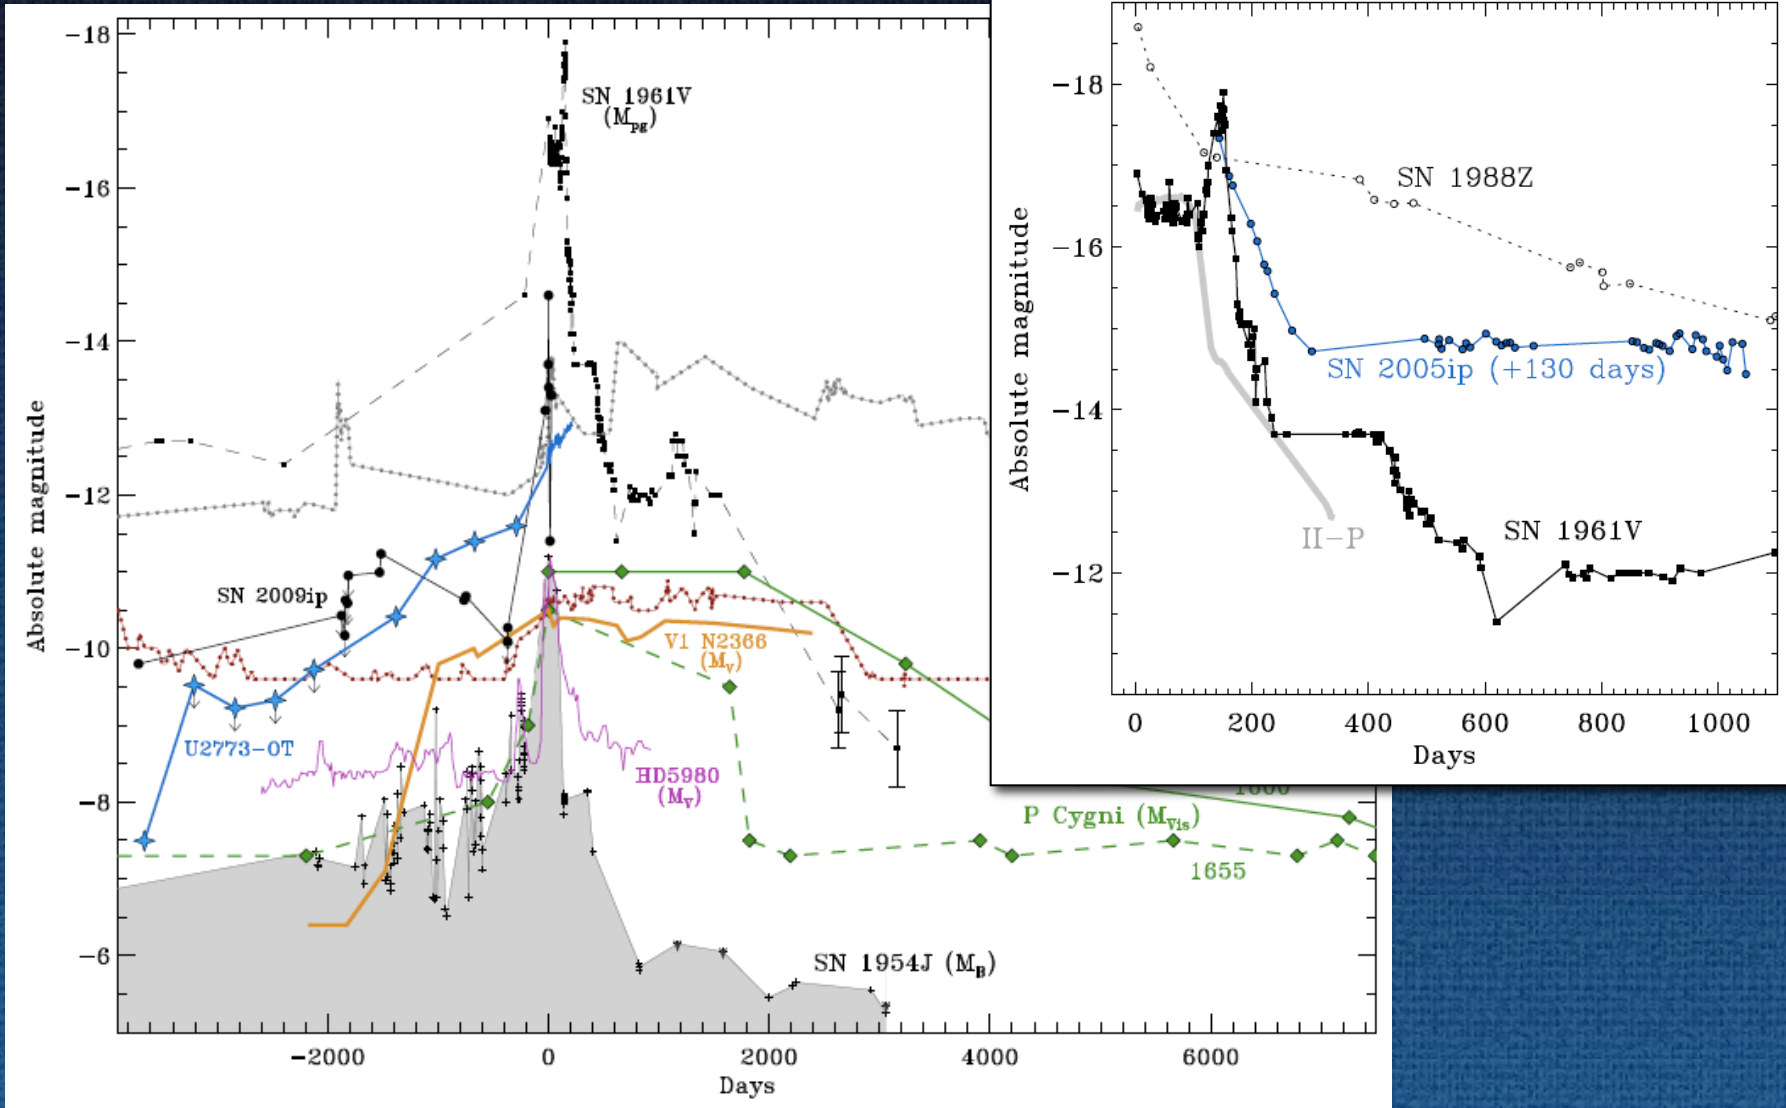 -18
-16
-14
-12
-10
-8
-6
Absolute magnitude
SN 1961V
(Mpg)
SN 2009ip
U2773-OT
V1 N2366
(MV)
HD5980
(MV)
P Cygni (MVis)
1655
SN 1954J (MB)
-2000 0 2000 4000 6000
Days
-18
-16
-14
-12
Absolute magnitude
SN 1988Z
SN 2005ip (+130 days)
II-P
SN 1961V
0 200 400 600 800 1000
Days